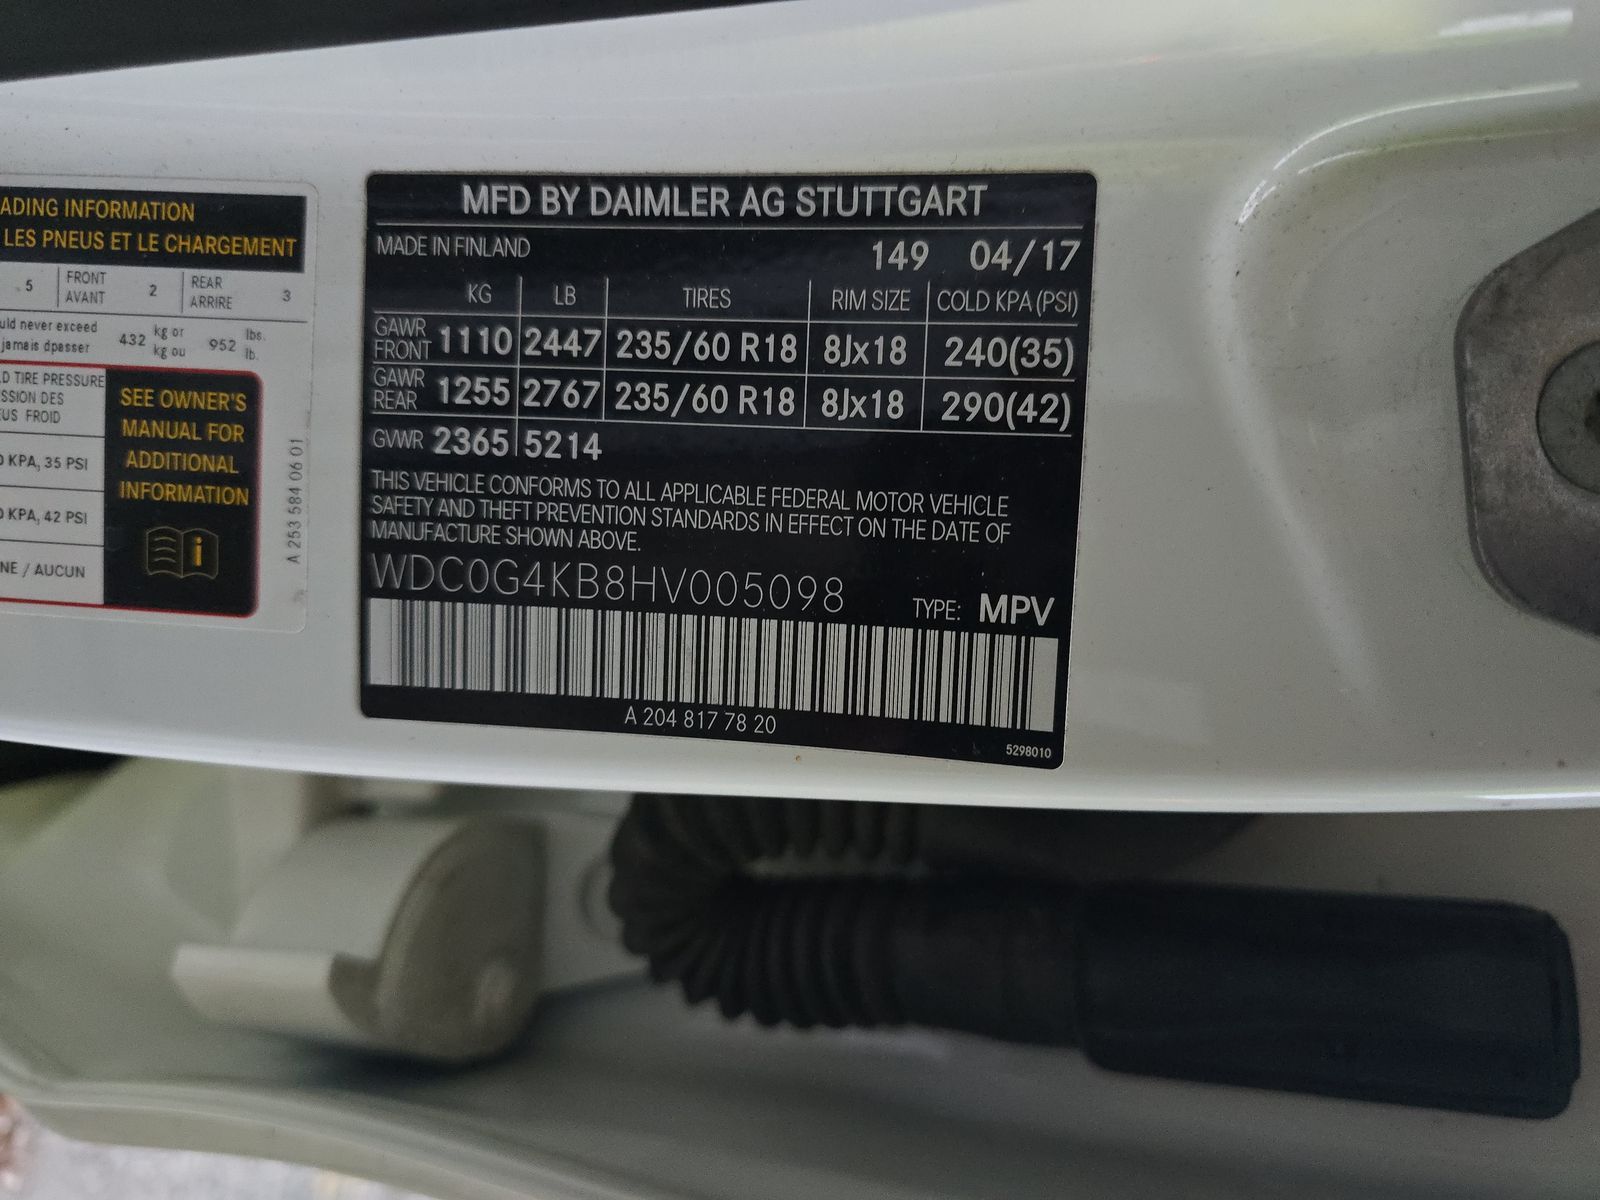 ADING INFORMATION
LES PNEUS ET LE CHARGEMENT
5 FRONT AVANT 2 REAR ARRIRE 3
never exceed 432 kg or 952 lbs.
jamais dpasser kg ou lb.
TIRE PRESSURE
DES
FROID
KPA, 35 PSI
KPA, 42 PSI
/ AUCUN
SEE OWNER'S
MANUAL FOR
ADDITIONAL
INFORMATION
i
A 253 584 06 01
MFD BY DAIMLER AG STUTTGART
MADE IN FINLAND 149 04/17
KG LB TIRES RIM SIZE COLD KPA (PSI)
GAWR FRONT 1110 2447 235/60 R18 8Jx18 240(35)
GAWR REAR 1255 2767 235/60 R18 8Jx18 290(42)
GVWR 2365 5214
THIS VEHICLE CONFORMS TO ALL APPLICABLE FEDERAL MOTOR VEHICLE
SAFETY AND THEFT PREVENTION STANDARDS IN EFFECT ON THE DATE OF
MANUFACTURE SHOWN ABOVE.
WDC0G4KB8HV005098 TYPE: MPV
A 204 817 78 20
5298010